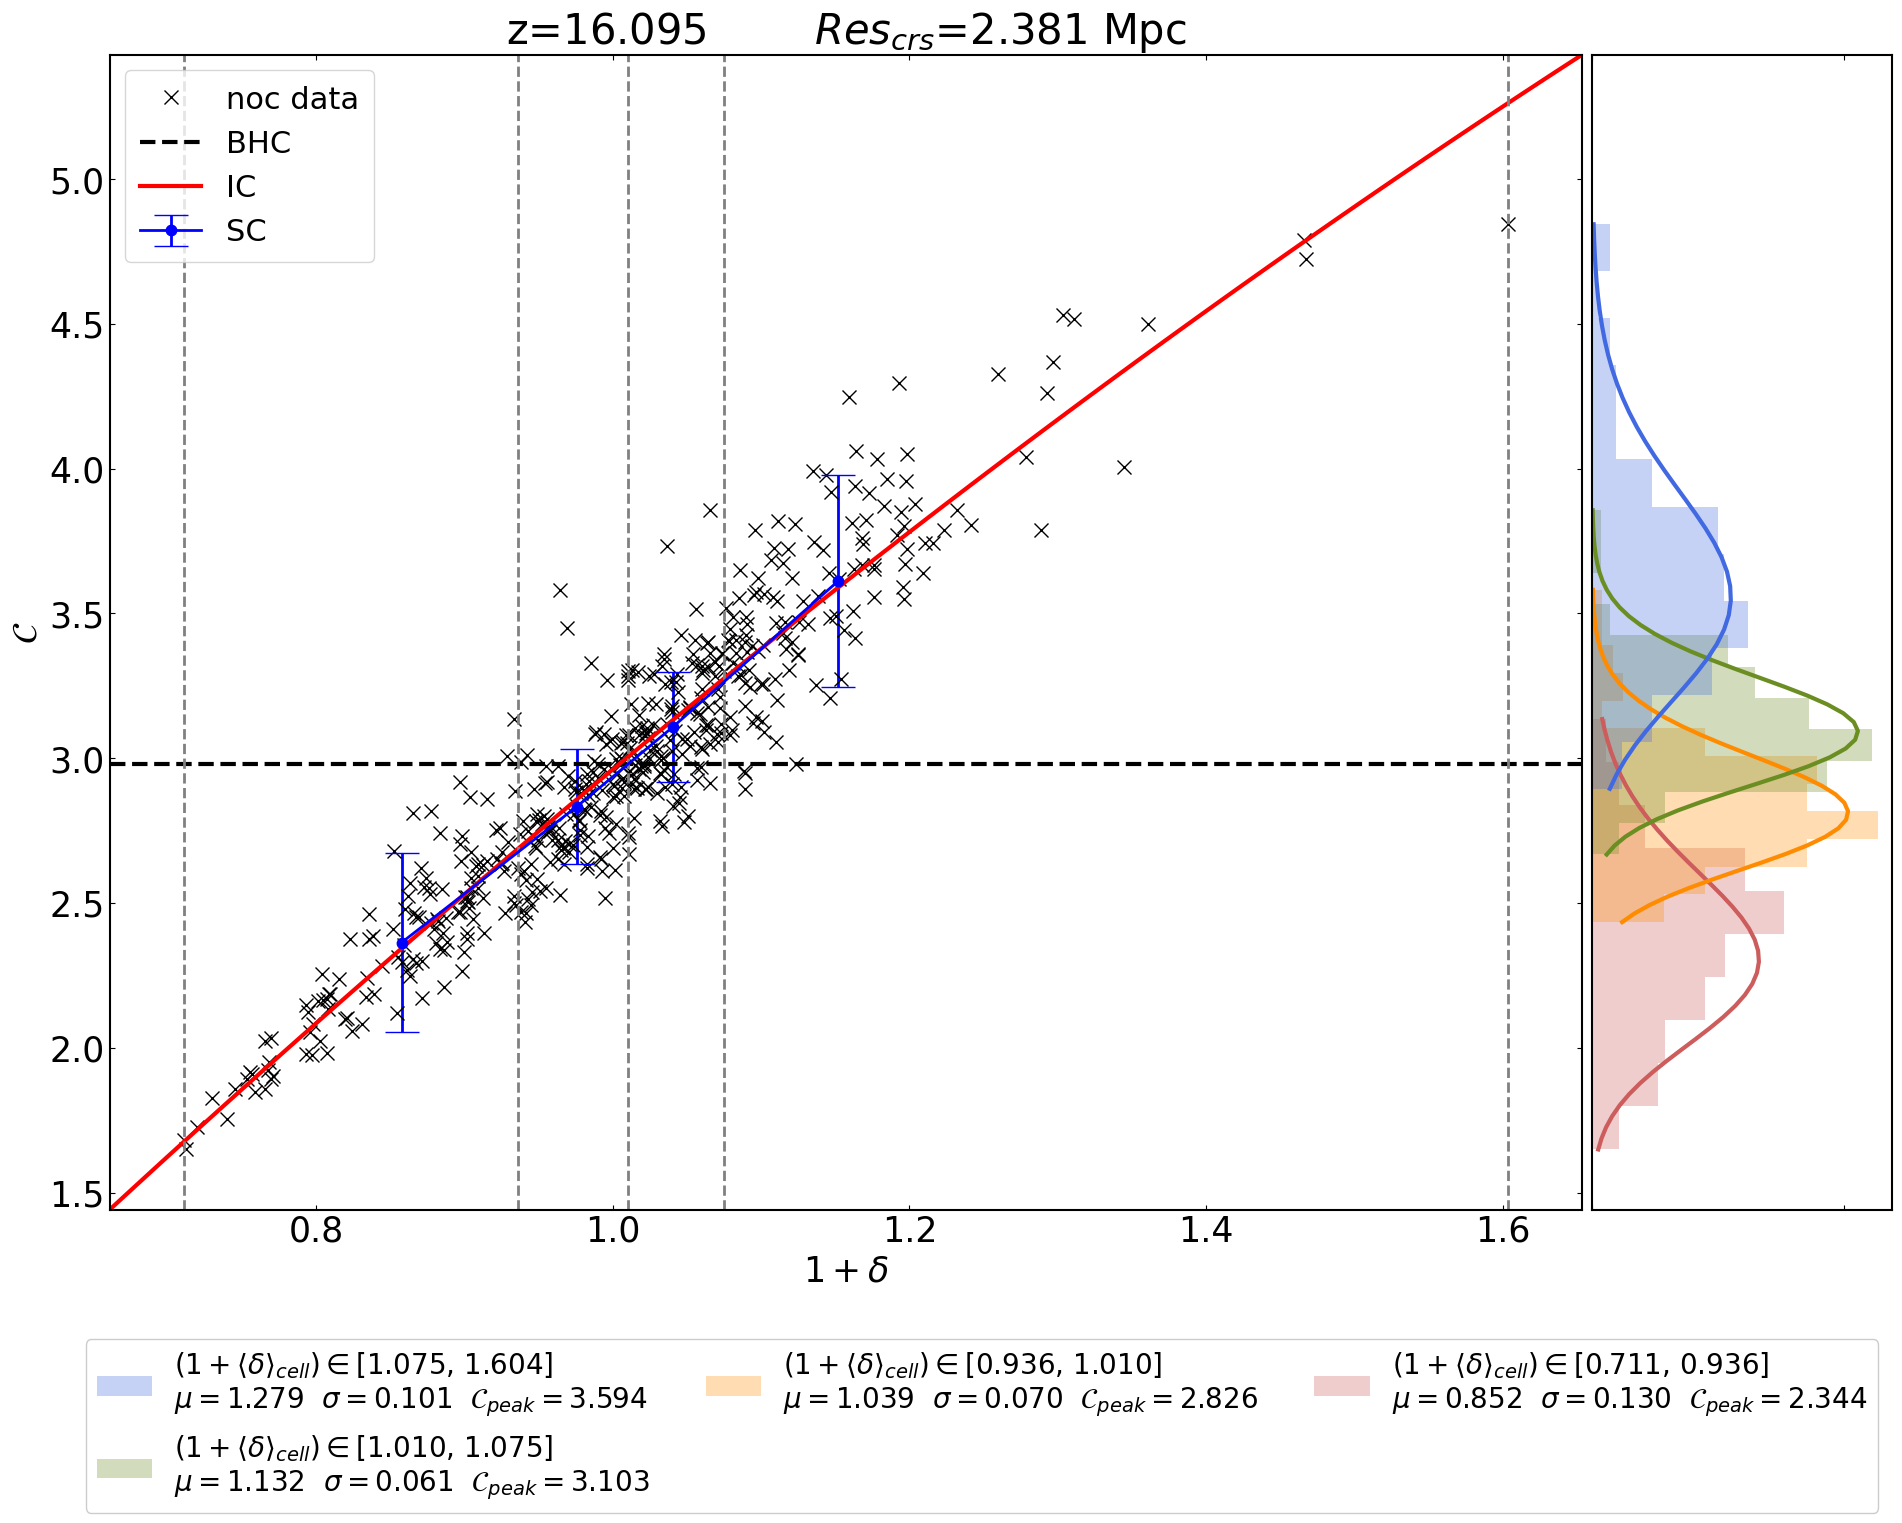 z=16.095 Res_crs=2.381 Mpc
noc data
BHC
IC
SC
5.0
4.5
4.0
3.5
3.0
2.5
2.0
1.5
𝒞
0.8 1.0 1.2 1.4 1.6
1 + δ
(1 + ⟨δ⟩_cell) ∈ [1.075, 1.604]
μ = 1.279 σ = 0.101 𝒞_peak = 3.594
(1 + ⟨δ⟩_cell) ∈ [1.010, 1.075]
μ = 1.132 σ = 0.061 𝒞_peak = 3.103
(1 + ⟨δ⟩_cell) ∈ [0.936, 1.010]
μ = 1.039 σ = 0.070 𝒞_peak = 2.826
(1 + ⟨δ⟩_cell) ∈ [0.711, 0.936]
μ = 0.852 σ = 0.130 𝒞_peak = 2.344